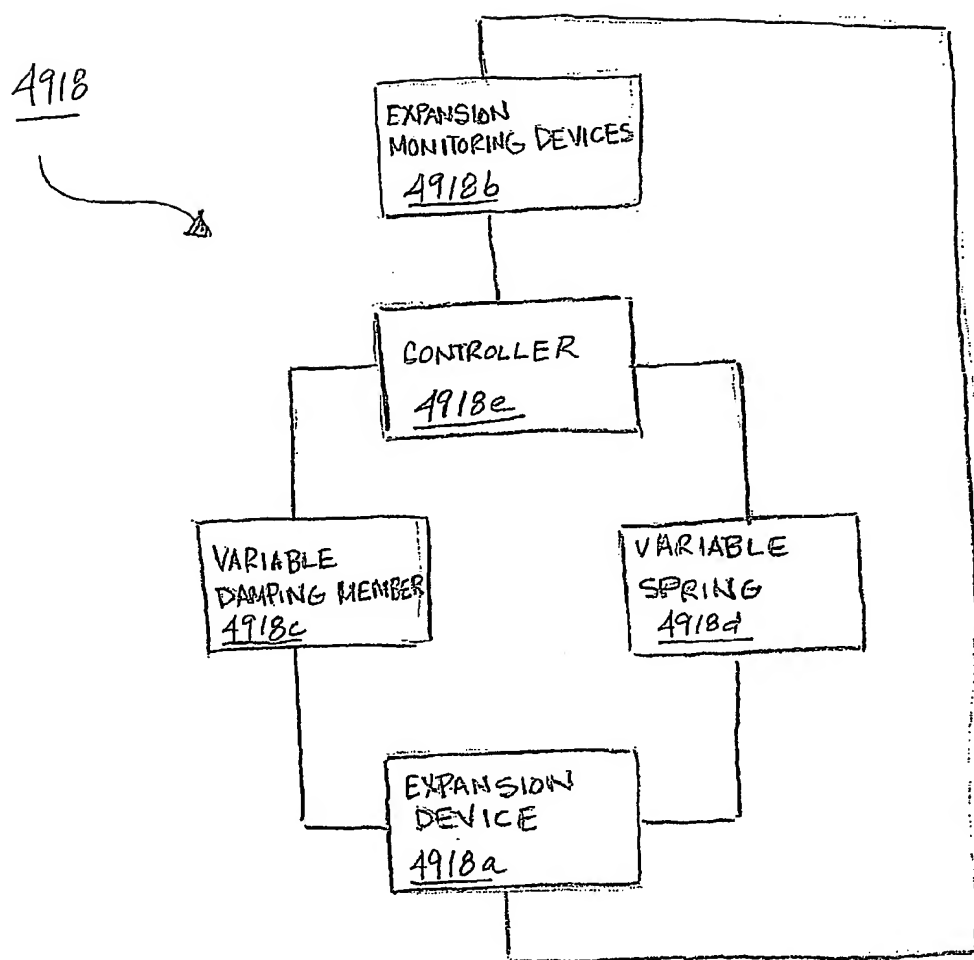 4918
EXPANSION
MONITORING DEVICES
4918b
CONTROLLER
4918e
VARIABLE
DAMPING MEMBER
4918c
VARIABLE
SPRING
4918d
EXPANSION
DEVICE
4918a